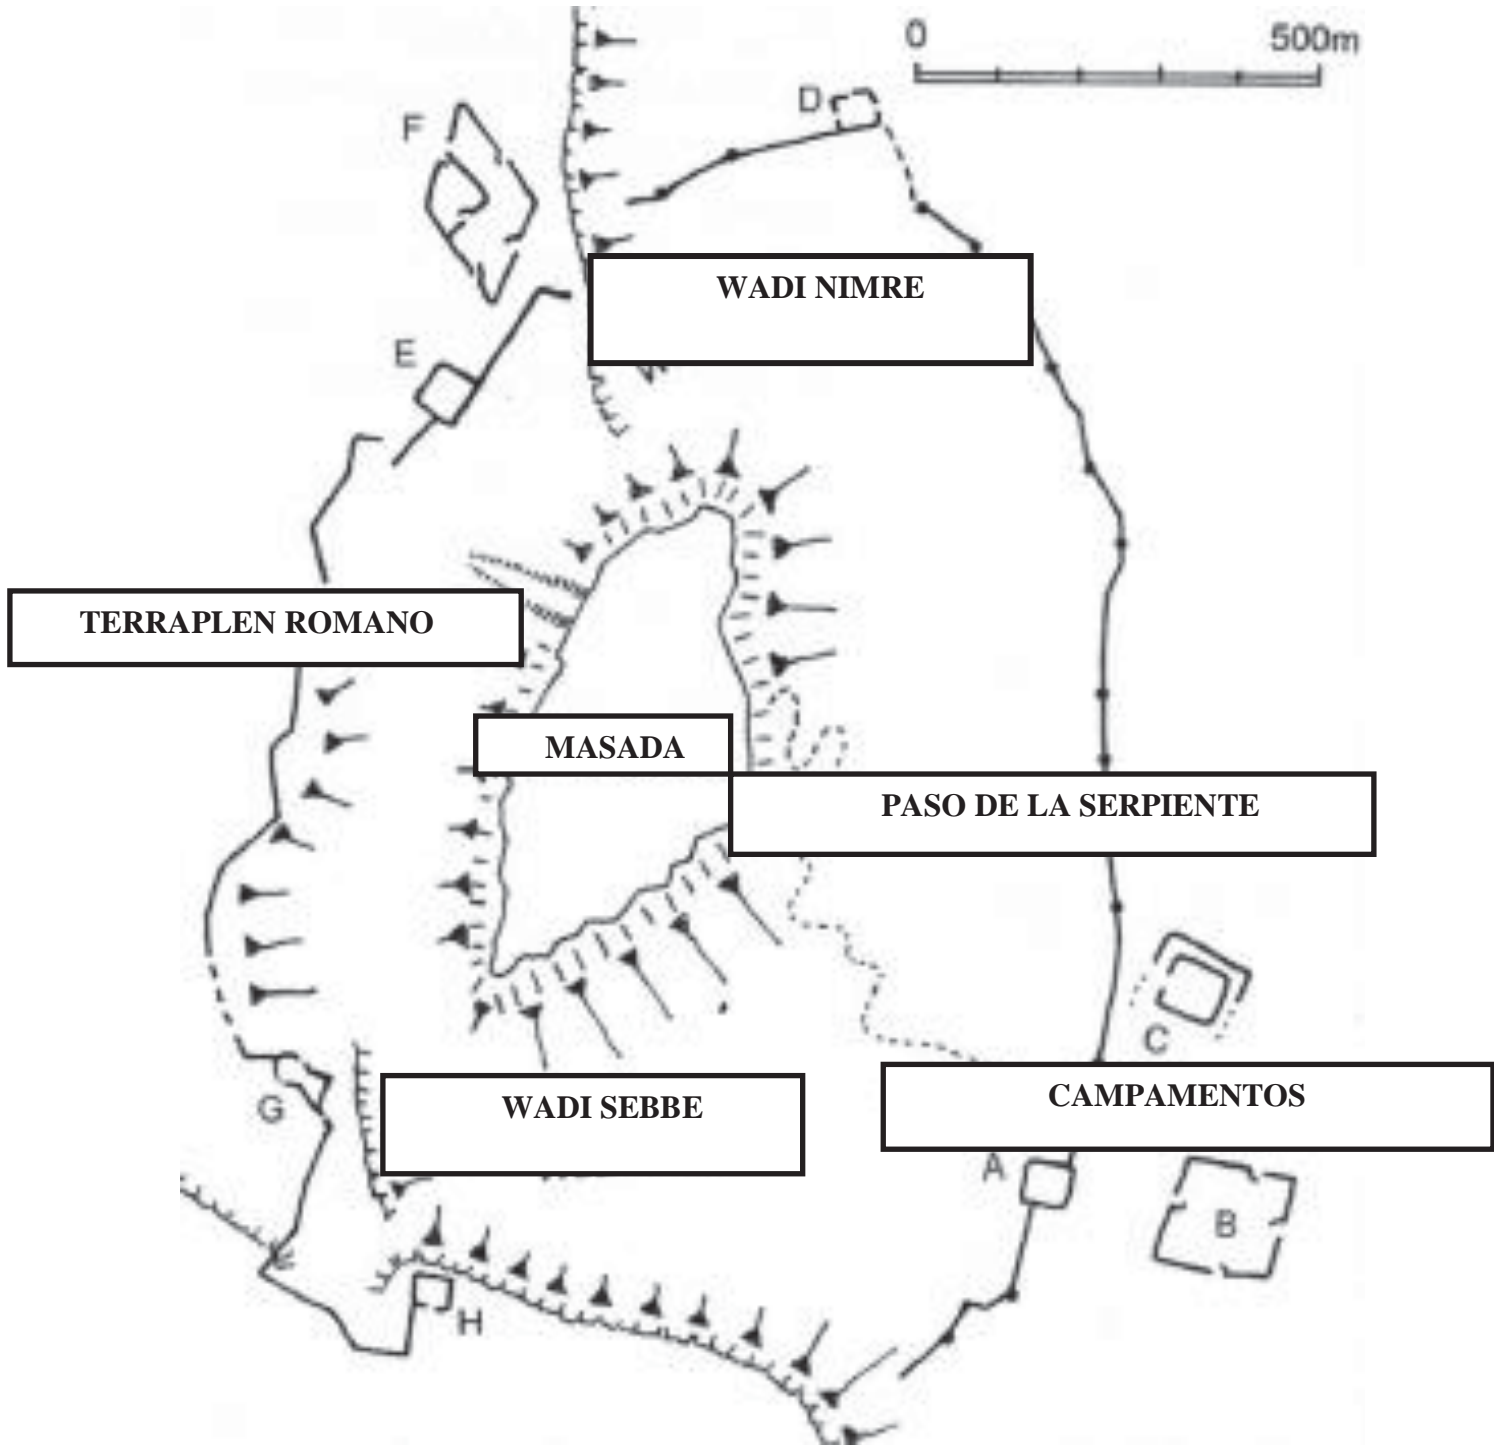 0 500m
D
F
WADI NIMRE
E
TERRAPLEN ROMANO
MASADA
PASO DE LA SERPIENTE
C
CAMPAMENTOS
WADI SEBBE
G
A
B
H